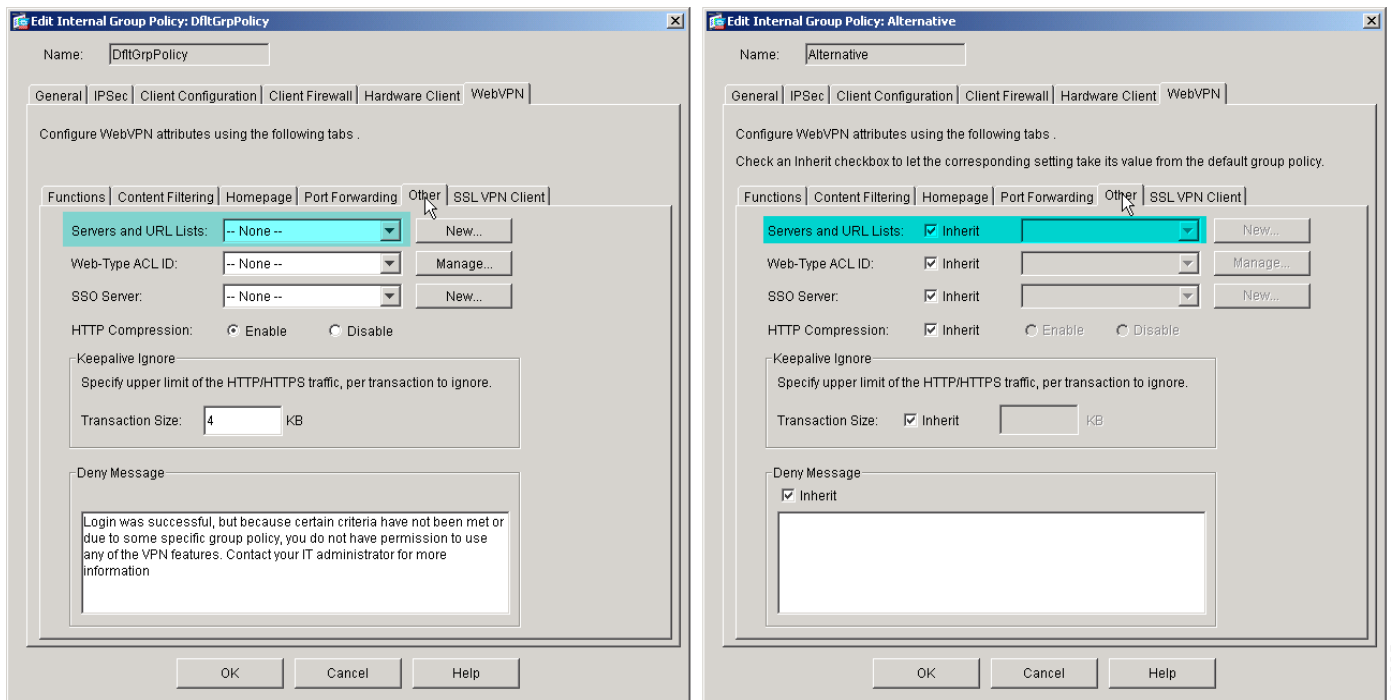 Edit Internal Group Policy: DfltGrpPolicy
Name: DfltGrpPolicy
General IPSec Client Configuration Client Firewall Hardware Client WebVPN
Configure WebVPN attributes using the following tabs .
Functions Content Filtering Homepage Port Forwarding Other SSL VPN Client
Servers and URL Lists: -- None -- New...
Web-Type ACL ID: -- None -- Manage...
SSO Server: -- None -- New...
HTTP Compression: Enable Disable
Keepalive Ignore
Specify upper limit of the HTTP/HTTPS traffic, per transaction to ignore.
Transaction Size: 4 KB
Deny Message
Login was successful, but because certain criteria have not been met or
due to some specific group policy, you do not have permission to use
any of the VPN features. Contact your IT administrator for more
information
OK Cancel Help
Edit Internal Group Policy: Alternative
Name: Alternative
General IPSec Client Configuration Client Firewall Hardware Client WebVPN
Configure WebVPN attributes using the following tabs .
Check an Inherit checkbox to let the corresponding setting take its value from the default group policy.
Functions Content Filtering Homepage Port Forwarding Other SSL VPN Client
Servers and URL Lists: Inherit New...
Web-Type ACL ID: Inherit Manage...
SSO Server: Inherit New...
HTTP Compression: Inherit Enable Disable
Keepalive Ignore
Specify upper limit of the HTTP/HTTPS traffic, per transaction to ignore.
Transaction Size: Inherit KB
Deny Message
Inherit
OK Cancel Help